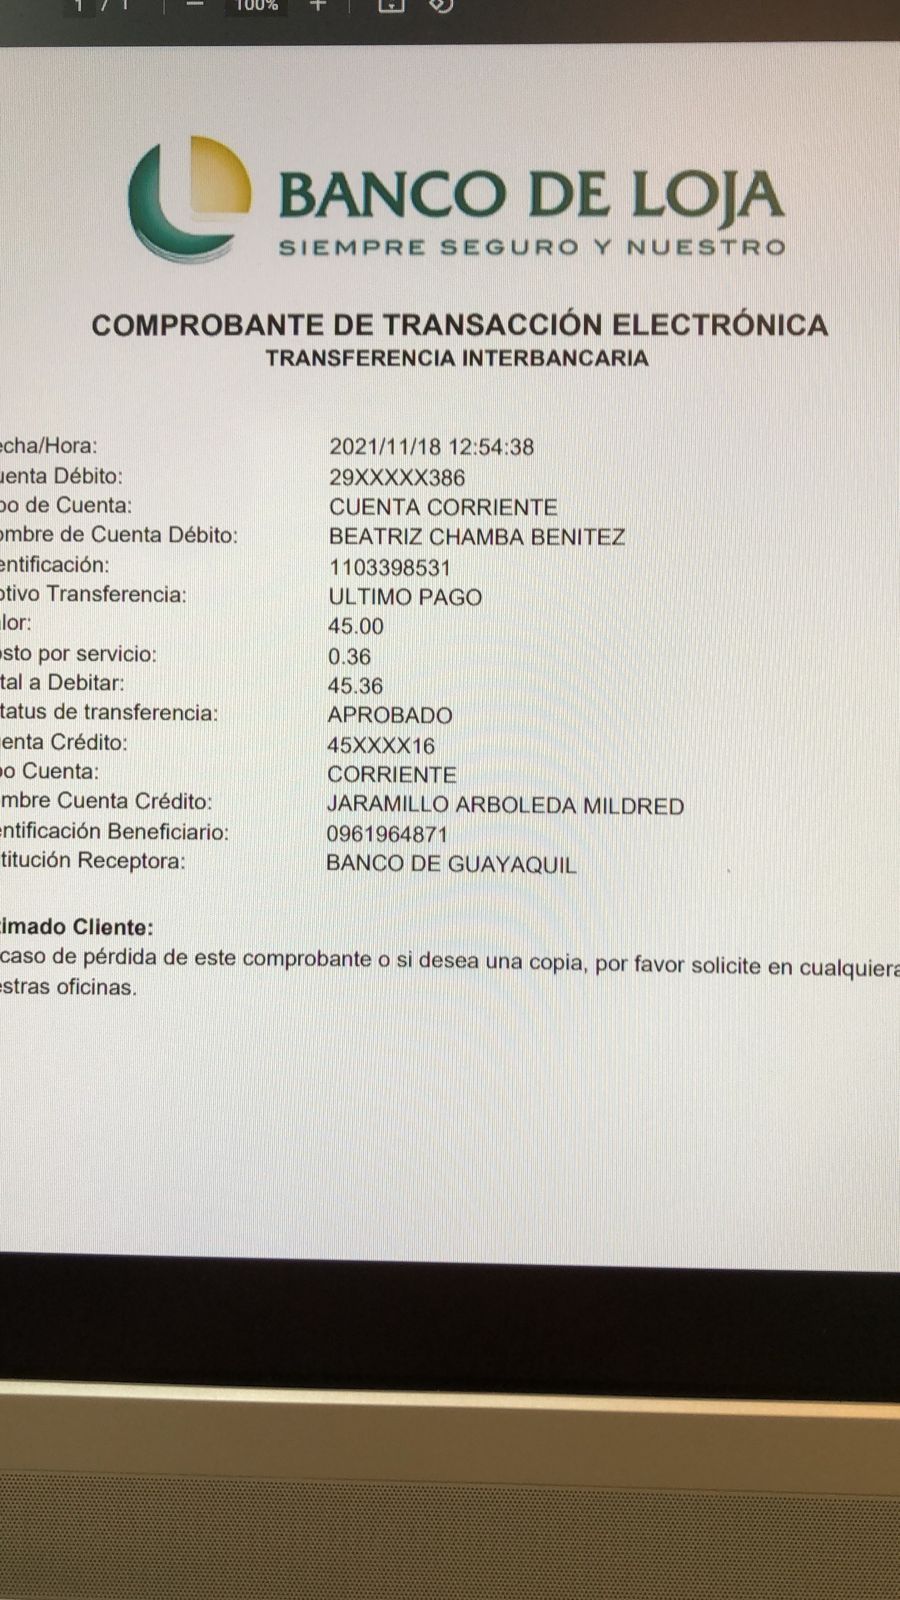 1 / 1 — 100% +
BANCO DE LOJA
SIEMPRE SEGURO Y NUESTRO
COMPROBANTE DE TRANSACCIÓN ELECTRÓNICA
TRANSFERENCIA INTERBANCARIA
echa/Hora: 2021/11/18 12:54:38
uenta Débito: 29XXXXX386
po de Cuenta: CUENTA CORRIENTE
ombre de Cuenta Débito: BEATRIZ CHAMBA BENITEZ
entificación: 1103398531
otivo Transferencia: ULTIMO PAGO
lor: 45.00
osto por servicio: 0.36
tal a Debitar: 45.36
tatus de transferencia: APROBADO
enta Crédito: 45XXXX16
oo Cuenta: CORRIENTE
mbre Cuenta Crédito: JARAMILLO ARBOLEDA MILDRED
entificación Beneficiario: 0961964871
titución Receptora: BANCO DE GUAYAQUIL
timado Cliente:
caso de pérdida de este comprobante o si desea una copia, por favor solicite en cualquiera
estras oficinas.